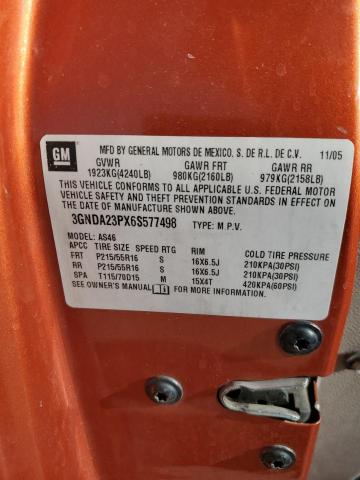 GM
MFD BY GENERAL MOTORS DE MEXICO, S. DE R.L. DE C.V. 11/05
GVWR GAWR FRT GAWR RR
1923KG(4240LB) 980KG(2160LB) 979KG(2158LB)
THIS VEHICLE CONFORMS TO ALL APPLICABLE U.S. FEDERAL MOTOR
VEHICLE SAFETY AND THEFT PREVENTION STANDARDS IN EFFECT ON
THE DATE OF MANUFACTURE SHOWN ABOVE.
3GNDA23PX6S577498 TYPE: M.P.V.
MODEL: AS46
APCC TIRE SIZE SPEED RTG RIM COLD TIRE PRESSURE
FRT P215/55R16 S 16X6.5J 210KPA(30PSI)
RR P215/55R16 S 16X6.5J 210KPA(30PSI)
SPA T115/70D15 M 15X4T 420KPA(60PSI)
SEE OWNER'S MANUAL FOR MORE INFORMATION.